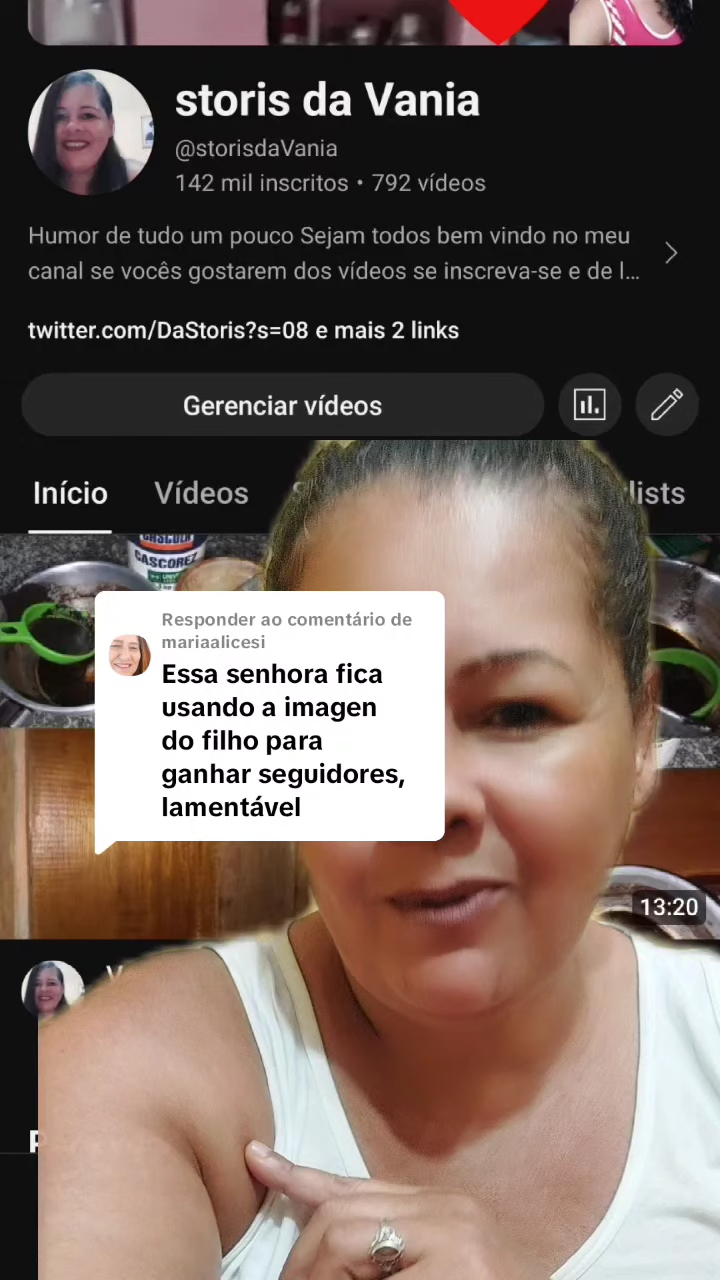 storis da Vania
@storisdaVania
142 mil inscritos • 792 vídeos
Humor de tudo um pouco Sejam todos bem vindo no meu
canal se vocês gostarem dos vídeos se inscreva-se e de l...
twitter.com/DaStoris?s=08 e mais 2 links
Gerenciar vídeos
Início Vídeos lists
CASCOLA
CASCOREZ
Responder ao comentário de
mariaalicesi
Essa senhora fica
usando a imagen
do filho para
ganhar seguidores,
lamentável
13:20